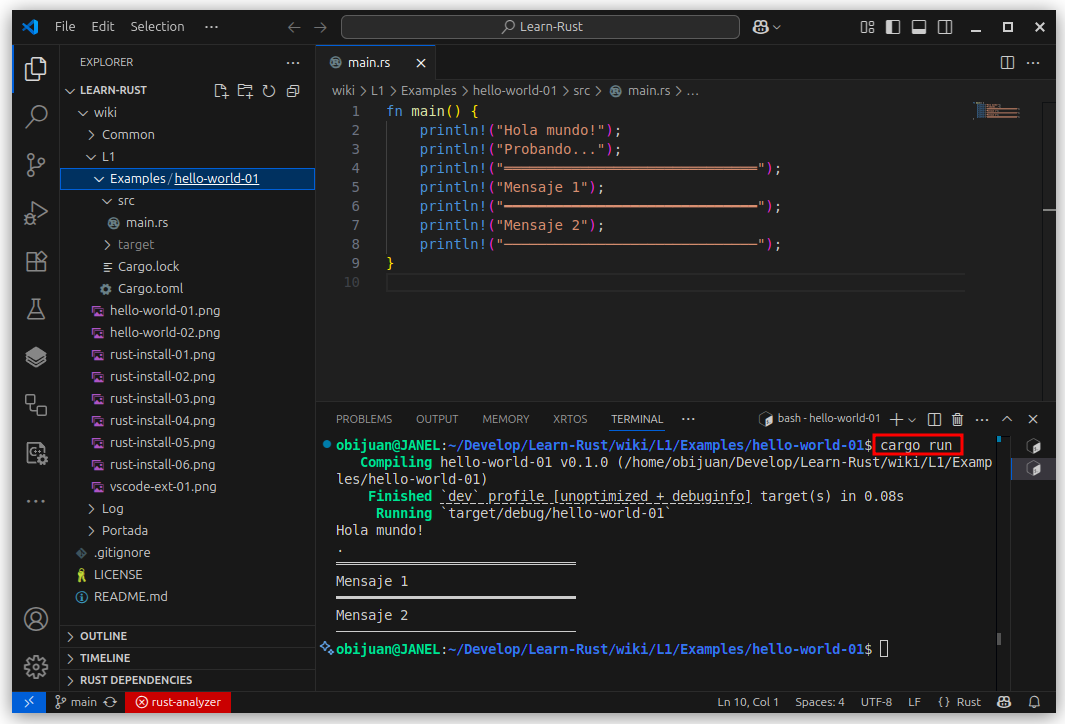 File Edit Selection ··· Learn-Rust
EXPLORER ···
LEARN-RUST
wiki
Common
L1
Examples/hello-world-01
src
main.rs
target
Cargo.lock
Cargo.toml
hello-world-01.png
hello-world-02.png
rust-install-01.png
rust-install-02.png
rust-install-03.png
rust-install-04.png
rust-install-05.png
rust-install-06.png
vscode-ext-01.png
Log
Portada
.gitignore
LICENSE
README.md
OUTLINE
TIMELINE
RUST DEPENDENCIES
main.rs
wiki > L1 > Examples > hello-world-01 > src > main.rs > ...
1 fn main() {
2 println!("Hola mundo!");
3 println!("Probando...");
4 println!("══════════════════════════════");
5 println!("Mensaje 1");
6 println!("━━━━━━━━━━━━━━━━━━━━━━━━━━━━━━");
7 println!("Mensaje 2");
8 println!("──────────────────────────────");
9 }
10
PROBLEMS OUTPUT MEMORY XRTOS TERMINAL ··· bash - hello-world-01
obijuan@JANEL:~/Develop/Learn-Rust/wiki/L1/Examples/hello-world-01$ cargo run
Compiling hello-world-01 v0.1.0 (/home/obijuan/Develop/Learn-Rust/wiki/L1/Examp
les/hello-world-01)
Finished `dev` profile [unoptimized + debuginfo] target(s) in 0.08s
Running `target/debug/hello-world-01`
Hola mundo!
.
══════════════════════════════
Mensaje 1
━━━━━━━━━━━━━━━━━━━━━━━━━━━━━━
Mensaje 2
──────────────────────────────
obijuan@JANEL:~/Develop/Learn-Rust/wiki/L1/Examples/hello-world-01$
main rust-analyzer Ln 10, Col 1 Spaces: 4 UTF-8 LF {} Rust